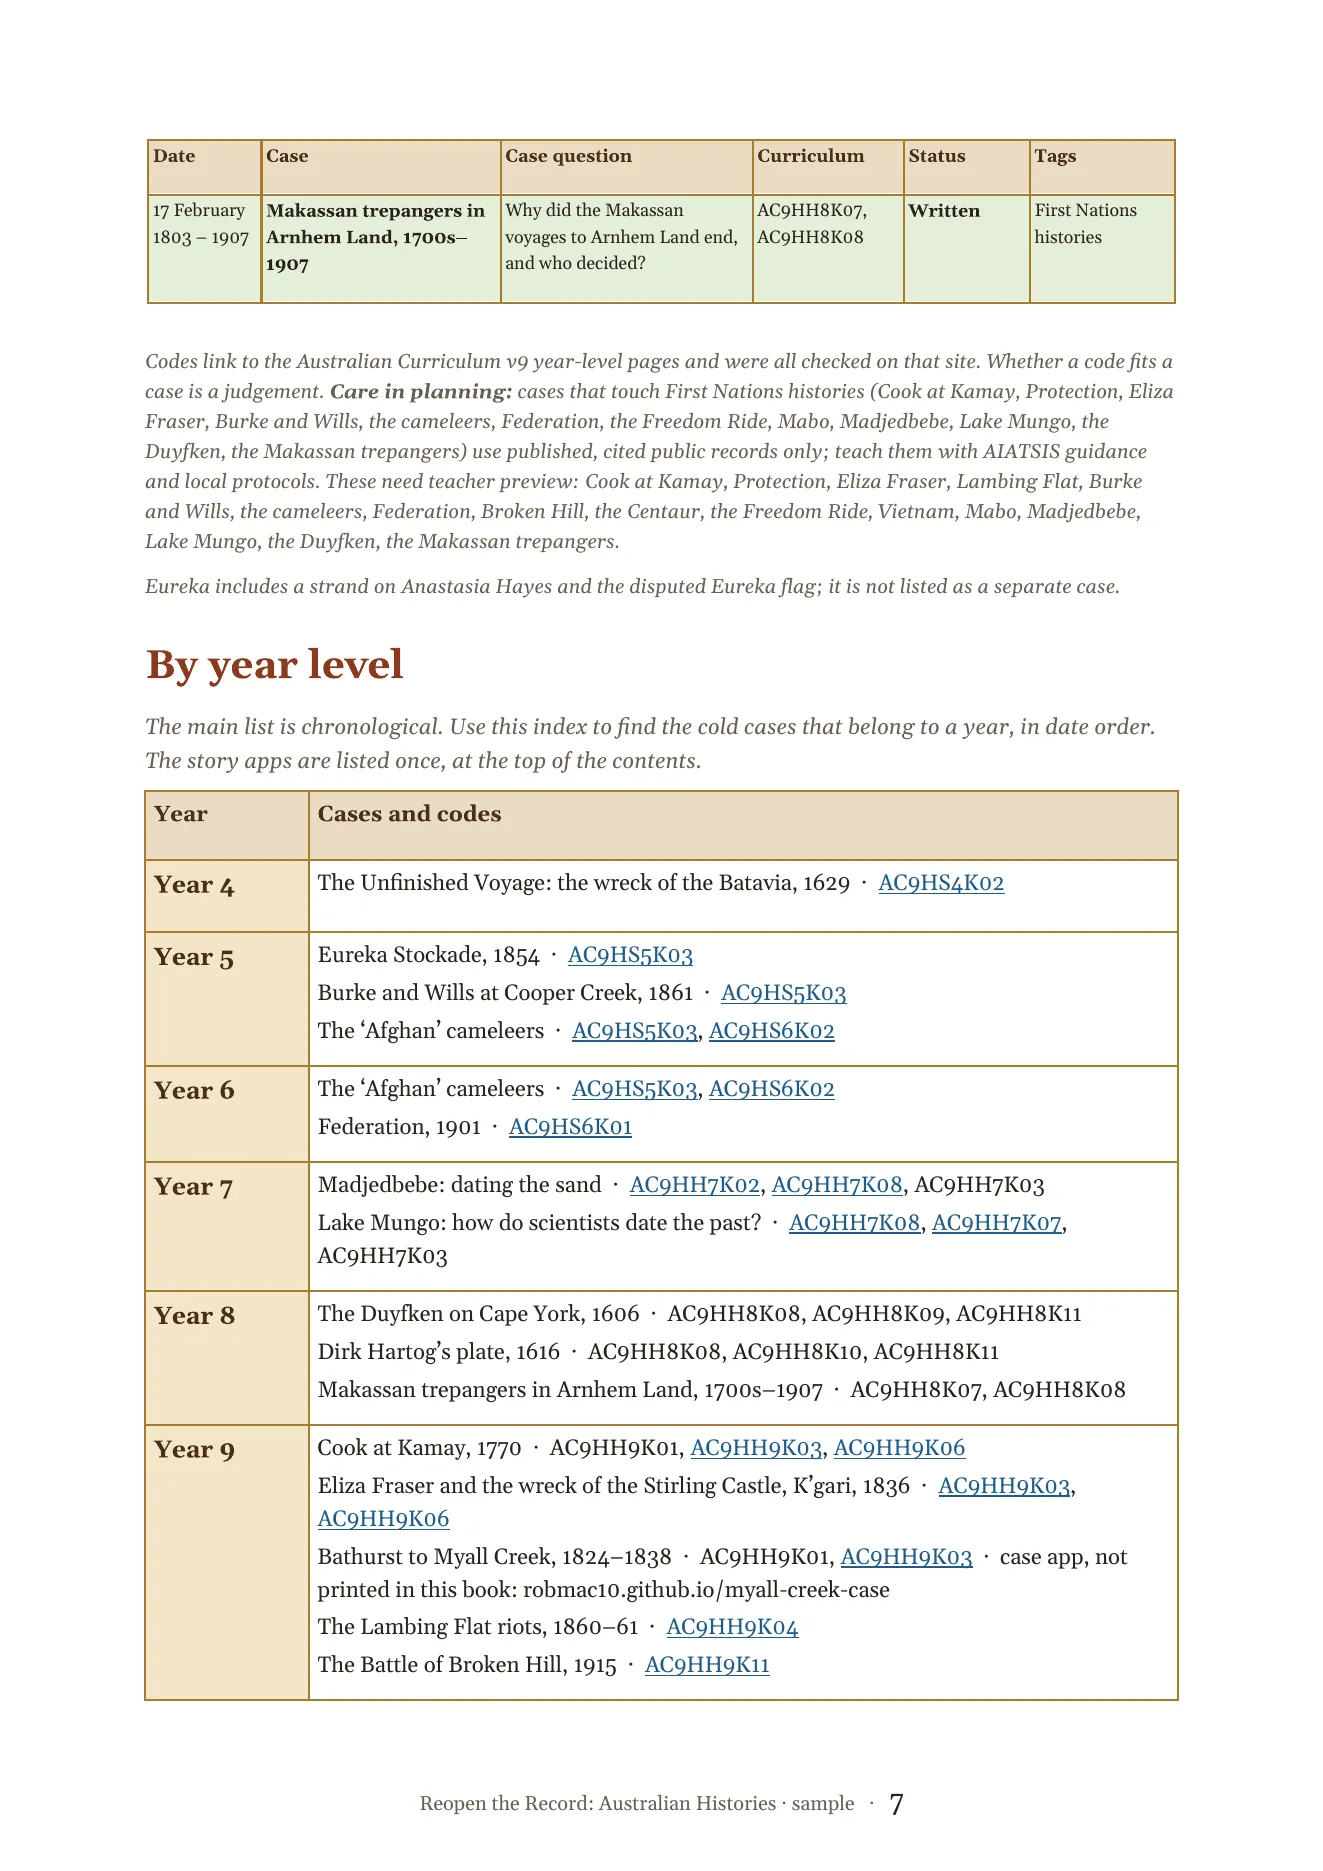 Date Case Case question Curriculum Status Tags
17 February Makassan trepangers in Why did the Makassan AC9HH8K07, Written First Nations
1803 – 1907 Arnhem Land, 1700s– voyages to Arnhem Land end, AC9HH8K08 histories
1907 and who decided?
Codes link to the Australian Curriculum v9 year-level pages and were all checked on that site. Whether a code fits a
case is a judgement. Care in planning: cases that touch First Nations histories (Cook at Kamay, Protection, Eliza
Fraser, Burke and Wills, the cameleers, Federation, the Freedom Ride, Mabo, Madjedbebe, Lake Mungo, the
Duyfken, the Makassan trepangers) use published, cited public records only; teach them with AIATSIS guidance
and local protocols. These need teacher preview: Cook at Kamay, Protection, Eliza Fraser, Lambing Flat, Burke
and Wills, the cameleers, Federation, Broken Hill, the Centaur, the Freedom Ride, Vietnam, Mabo, Madjedbebe,
Lake Mungo, the Duyfken, the Makassan trepangers.
Eureka includes a strand on Anastasia Hayes and the disputed Eureka flag; it is not listed as a separate case.
By year level
The main list is chronological. Use this index to find the cold cases that belong to a year, in date order.
The story apps are listed once, at the top of the contents.
Year Cases and codes
Year 4 The Unfinished Voyage: the wreck of the Batavia, 1629 · AC9HS4K02
Year 5 Eureka Stockade, 1854 · AC9HS5K03
Burke and Wills at Cooper Creek, 1861 · AC9HS5K03
The ‘Afghan’ cameleers · AC9HS5K03, AC9HS6K02
Year 6 The ‘Afghan’ cameleers · AC9HS5K03, AC9HS6K02
Federation, 1901 · AC9HS6K01
Year 7 Madjedbebe: dating the sand · AC9HH7K02, AC9HH7K08, AC9HH7K03
Lake Mungo: how do scientists date the past? · AC9HH7K08, AC9HH7K07,
AC9HH7K03
Year 8 The Duyfken on Cape York, 1606 · AC9HH8K08, AC9HH8K09, AC9HH8K11
Dirk Hartog’s plate, 1616 · AC9HH8K08, AC9HH8K10, AC9HH8K11
Makassan trepangers in Arnhem Land, 1700s–1907 · AC9HH8K07, AC9HH8K08
Year 9 Cook at Kamay, 1770 · AC9HH9K01, AC9HH9K03, AC9HH9K06
Eliza Fraser and the wreck of the Stirling Castle, K’gari, 1836 · AC9HH9K03,
AC9HH9K06
Bathurst to Myall Creek, 1824–1838 · AC9HH9K01, AC9HH9K03 · case app, not
printed in this book: robmac10.github.io/myall-creek-case
The Lambing Flat riots, 1860–61 · AC9HH9K04
The Battle of Broken Hill, 1915 · AC9HH9K11
Reopen the Record: Australian Histories · sample · 7